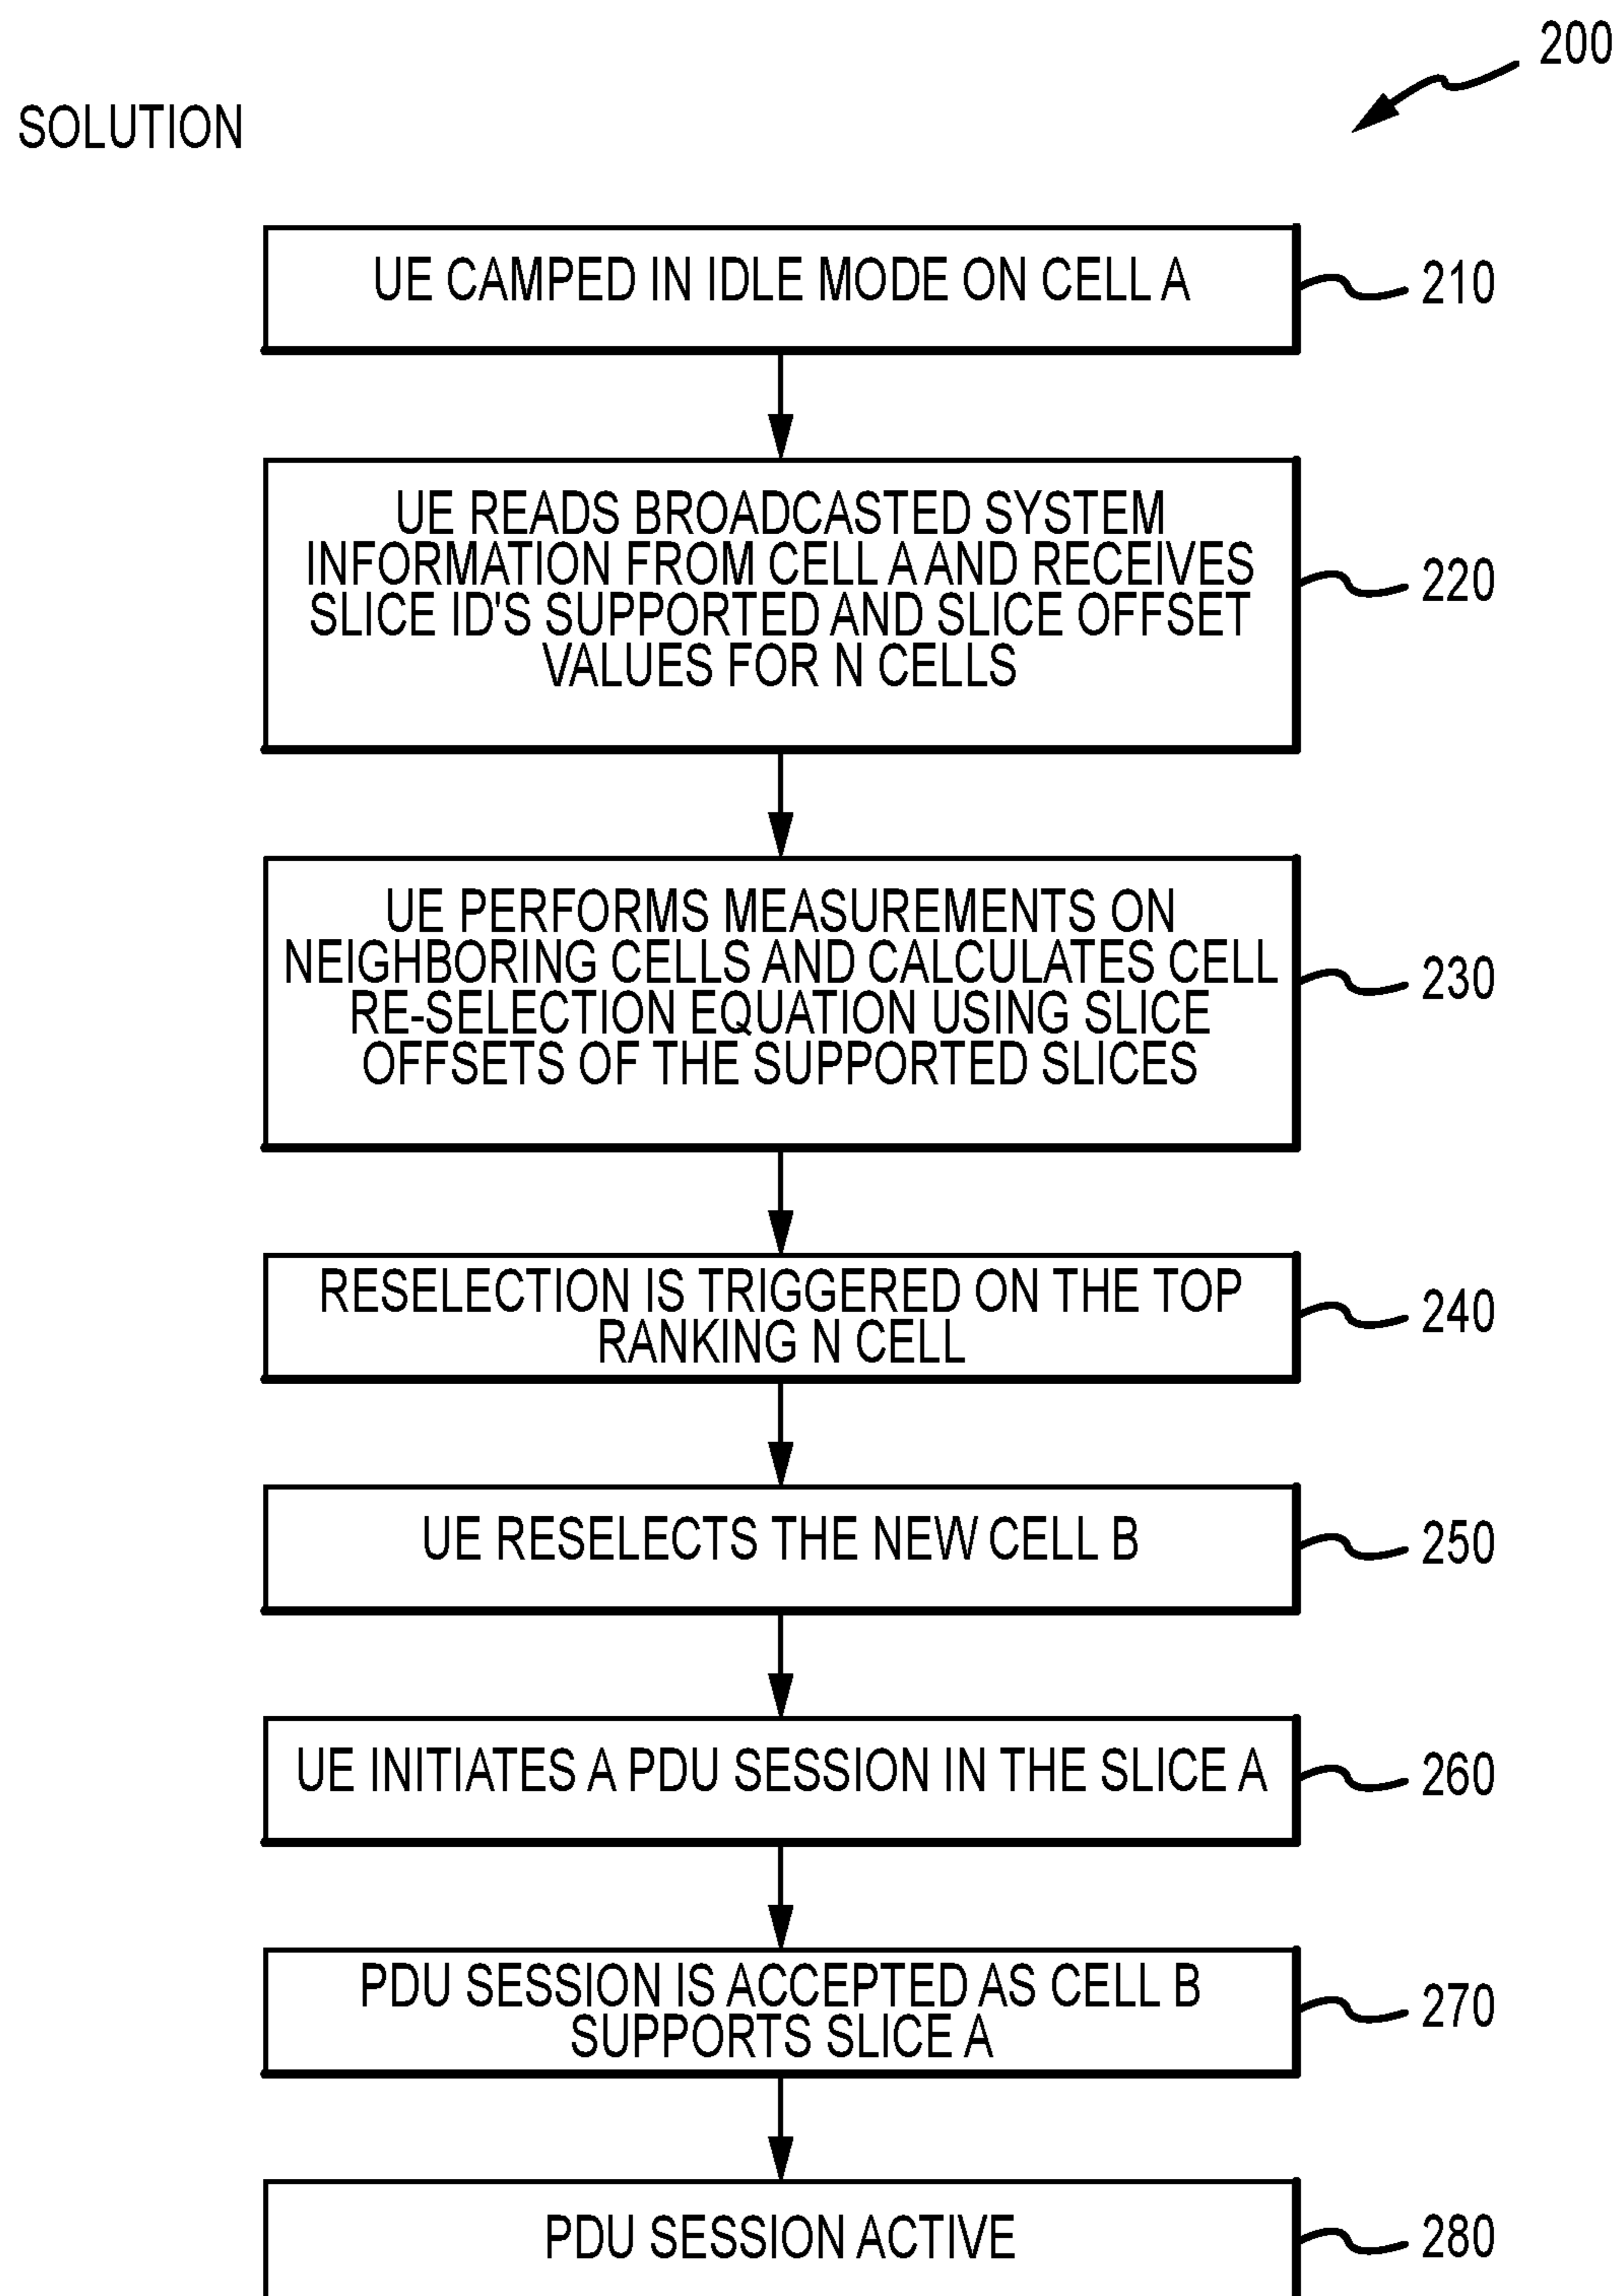 200
SOLUTION
UE CAMPED IN IDLE MODE ON CELL A
210
UE READS BROADCASTED SYSTEM
INFORMATION FROM CELL A AND RECEIVES
SLICE ID'S SUPPORTED AND SLICE OFFSET
VALUES FOR N CELLS
220
UE PERFORMS MEASUREMENTS ON
NEIGHBORING CELLS AND CALCULATES CELL
RE-SELECTION EQUATION USING SLICE
OFFSETS OF THE SUPPORTED SLICES
230
RESELECTION IS TRIGGERED ON THE TOP
RANKING N CELL
240
UE RESELECTS THE NEW CELL B
250
UE INITIATES A PDU SESSION IN THE SLICE A
260
PDU SESSION IS ACCEPTED AS CELL B
SUPPORTS SLICE A
270
PDU SESSION ACTIVE
280